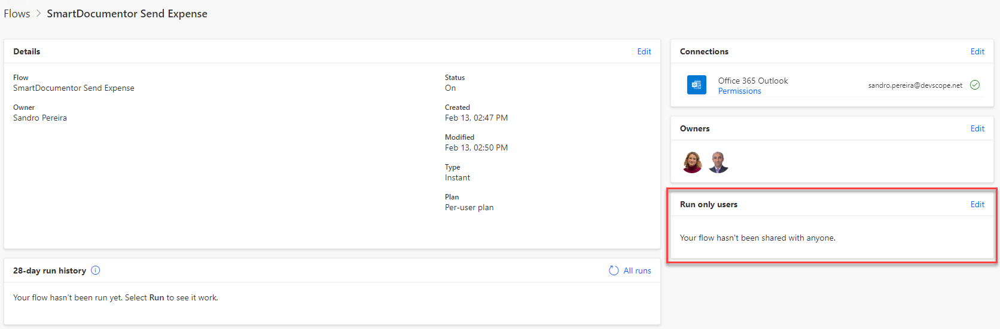 Flows > SmartDocumentor Send Expense
Details
Edit
Flow
SmartDocumentor Send Expense
Owner
Sandro Pereira
Status
On
Created
Feb 13, 02:47 PM
Modified
Feb 13, 02:50 PM
Type
Instant
Plan
Per-user plan
28-day run history
All runs
Your flow hasn't been run yet. Select Run to see it work.
Connections
Edit
Office 365 Outlook
Permissions
sandro.pereira@devscope.net
Owners
Edit
Run only users
Edit
Your flow hasn't been shared with anyone.